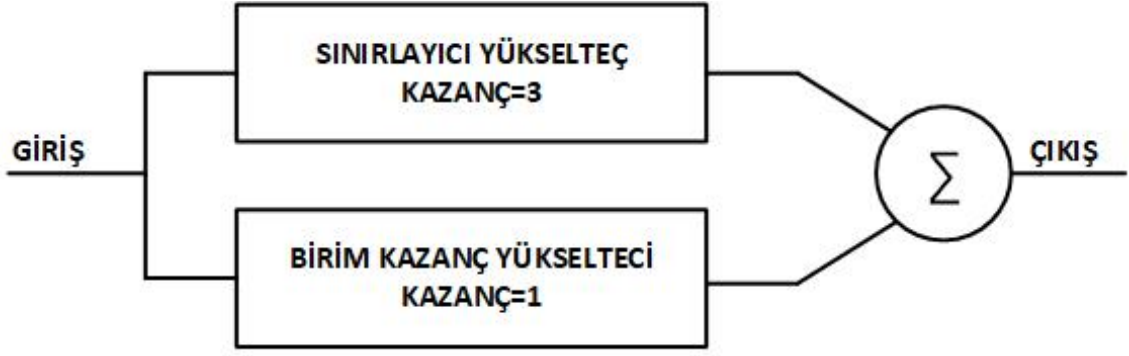 SINIRLAYICI YÜKSELTEÇ
KAZANÇ=3
GİRİŞ
Σ
ÇIKIŞ
BİRİM KAZANÇ YÜKSELTECİ
KAZANÇ=1